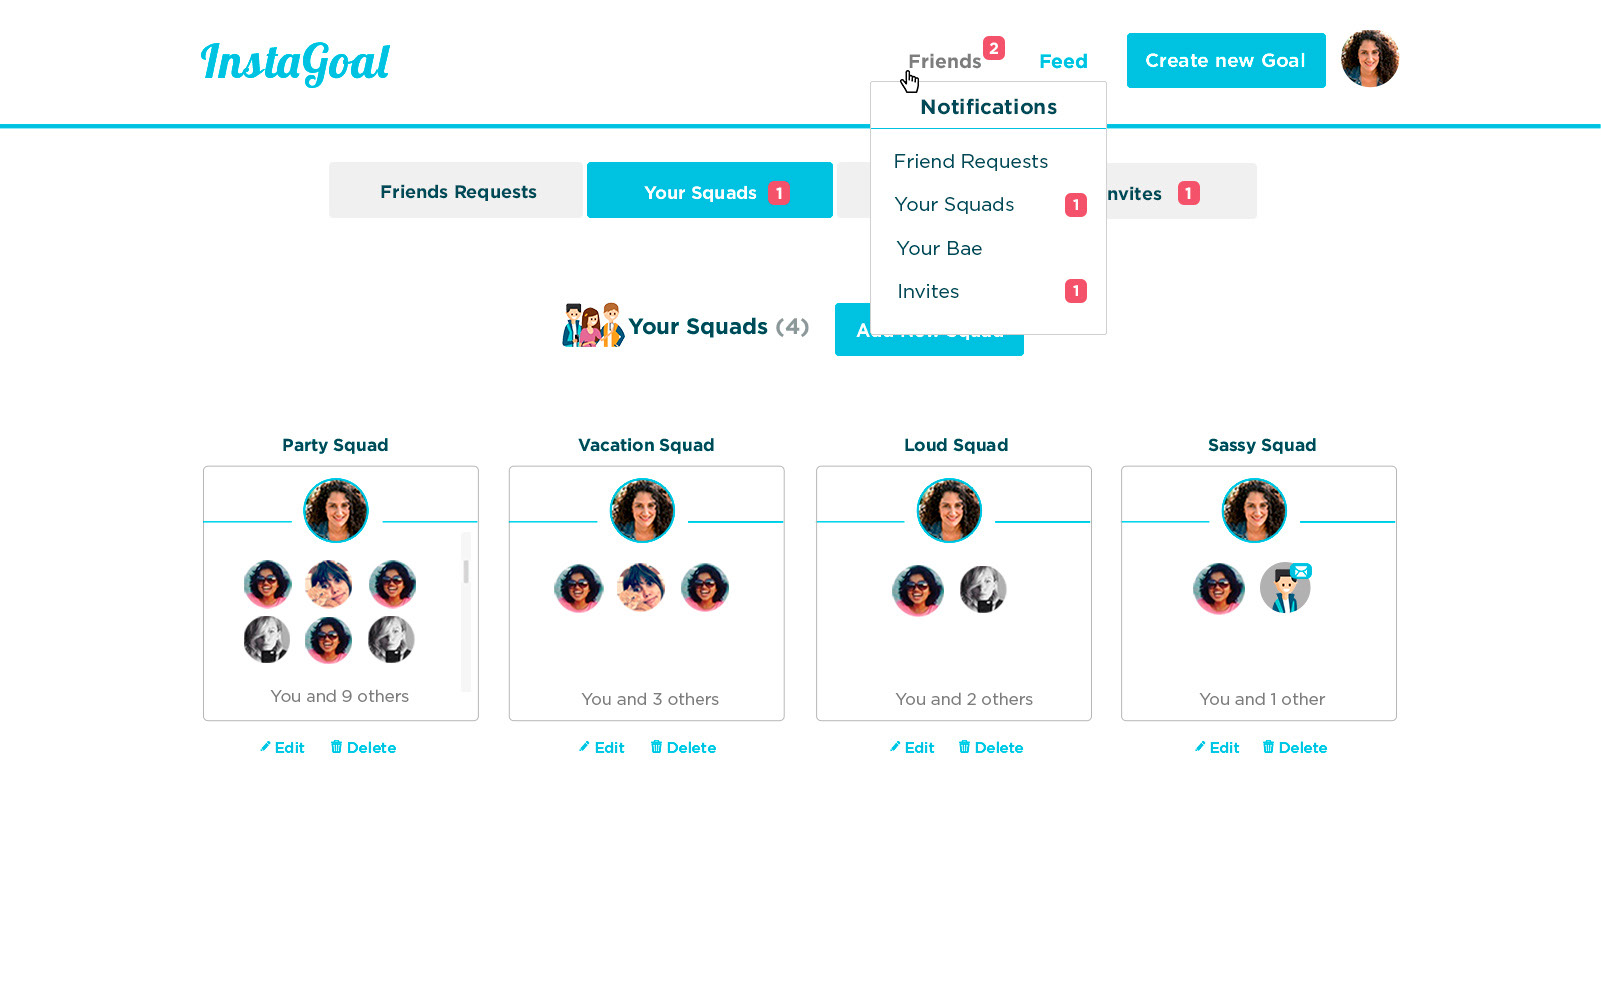 InstaGoal
Friends 2
Feed
Create new Goal
Notifications
Friend Requests
Your Squads 1
Your Bae
Invites 1
Friends Requests
Your Squads 1
nvites 1
Your Squads (4)
Party Squad
You and 9 others
Edit Delete
Vacation Squad
You and 3 others
Edit Delete
Loud Squad
You and 2 others
Edit Delete
Sassy Squad
You and 1 other
Edit Delete